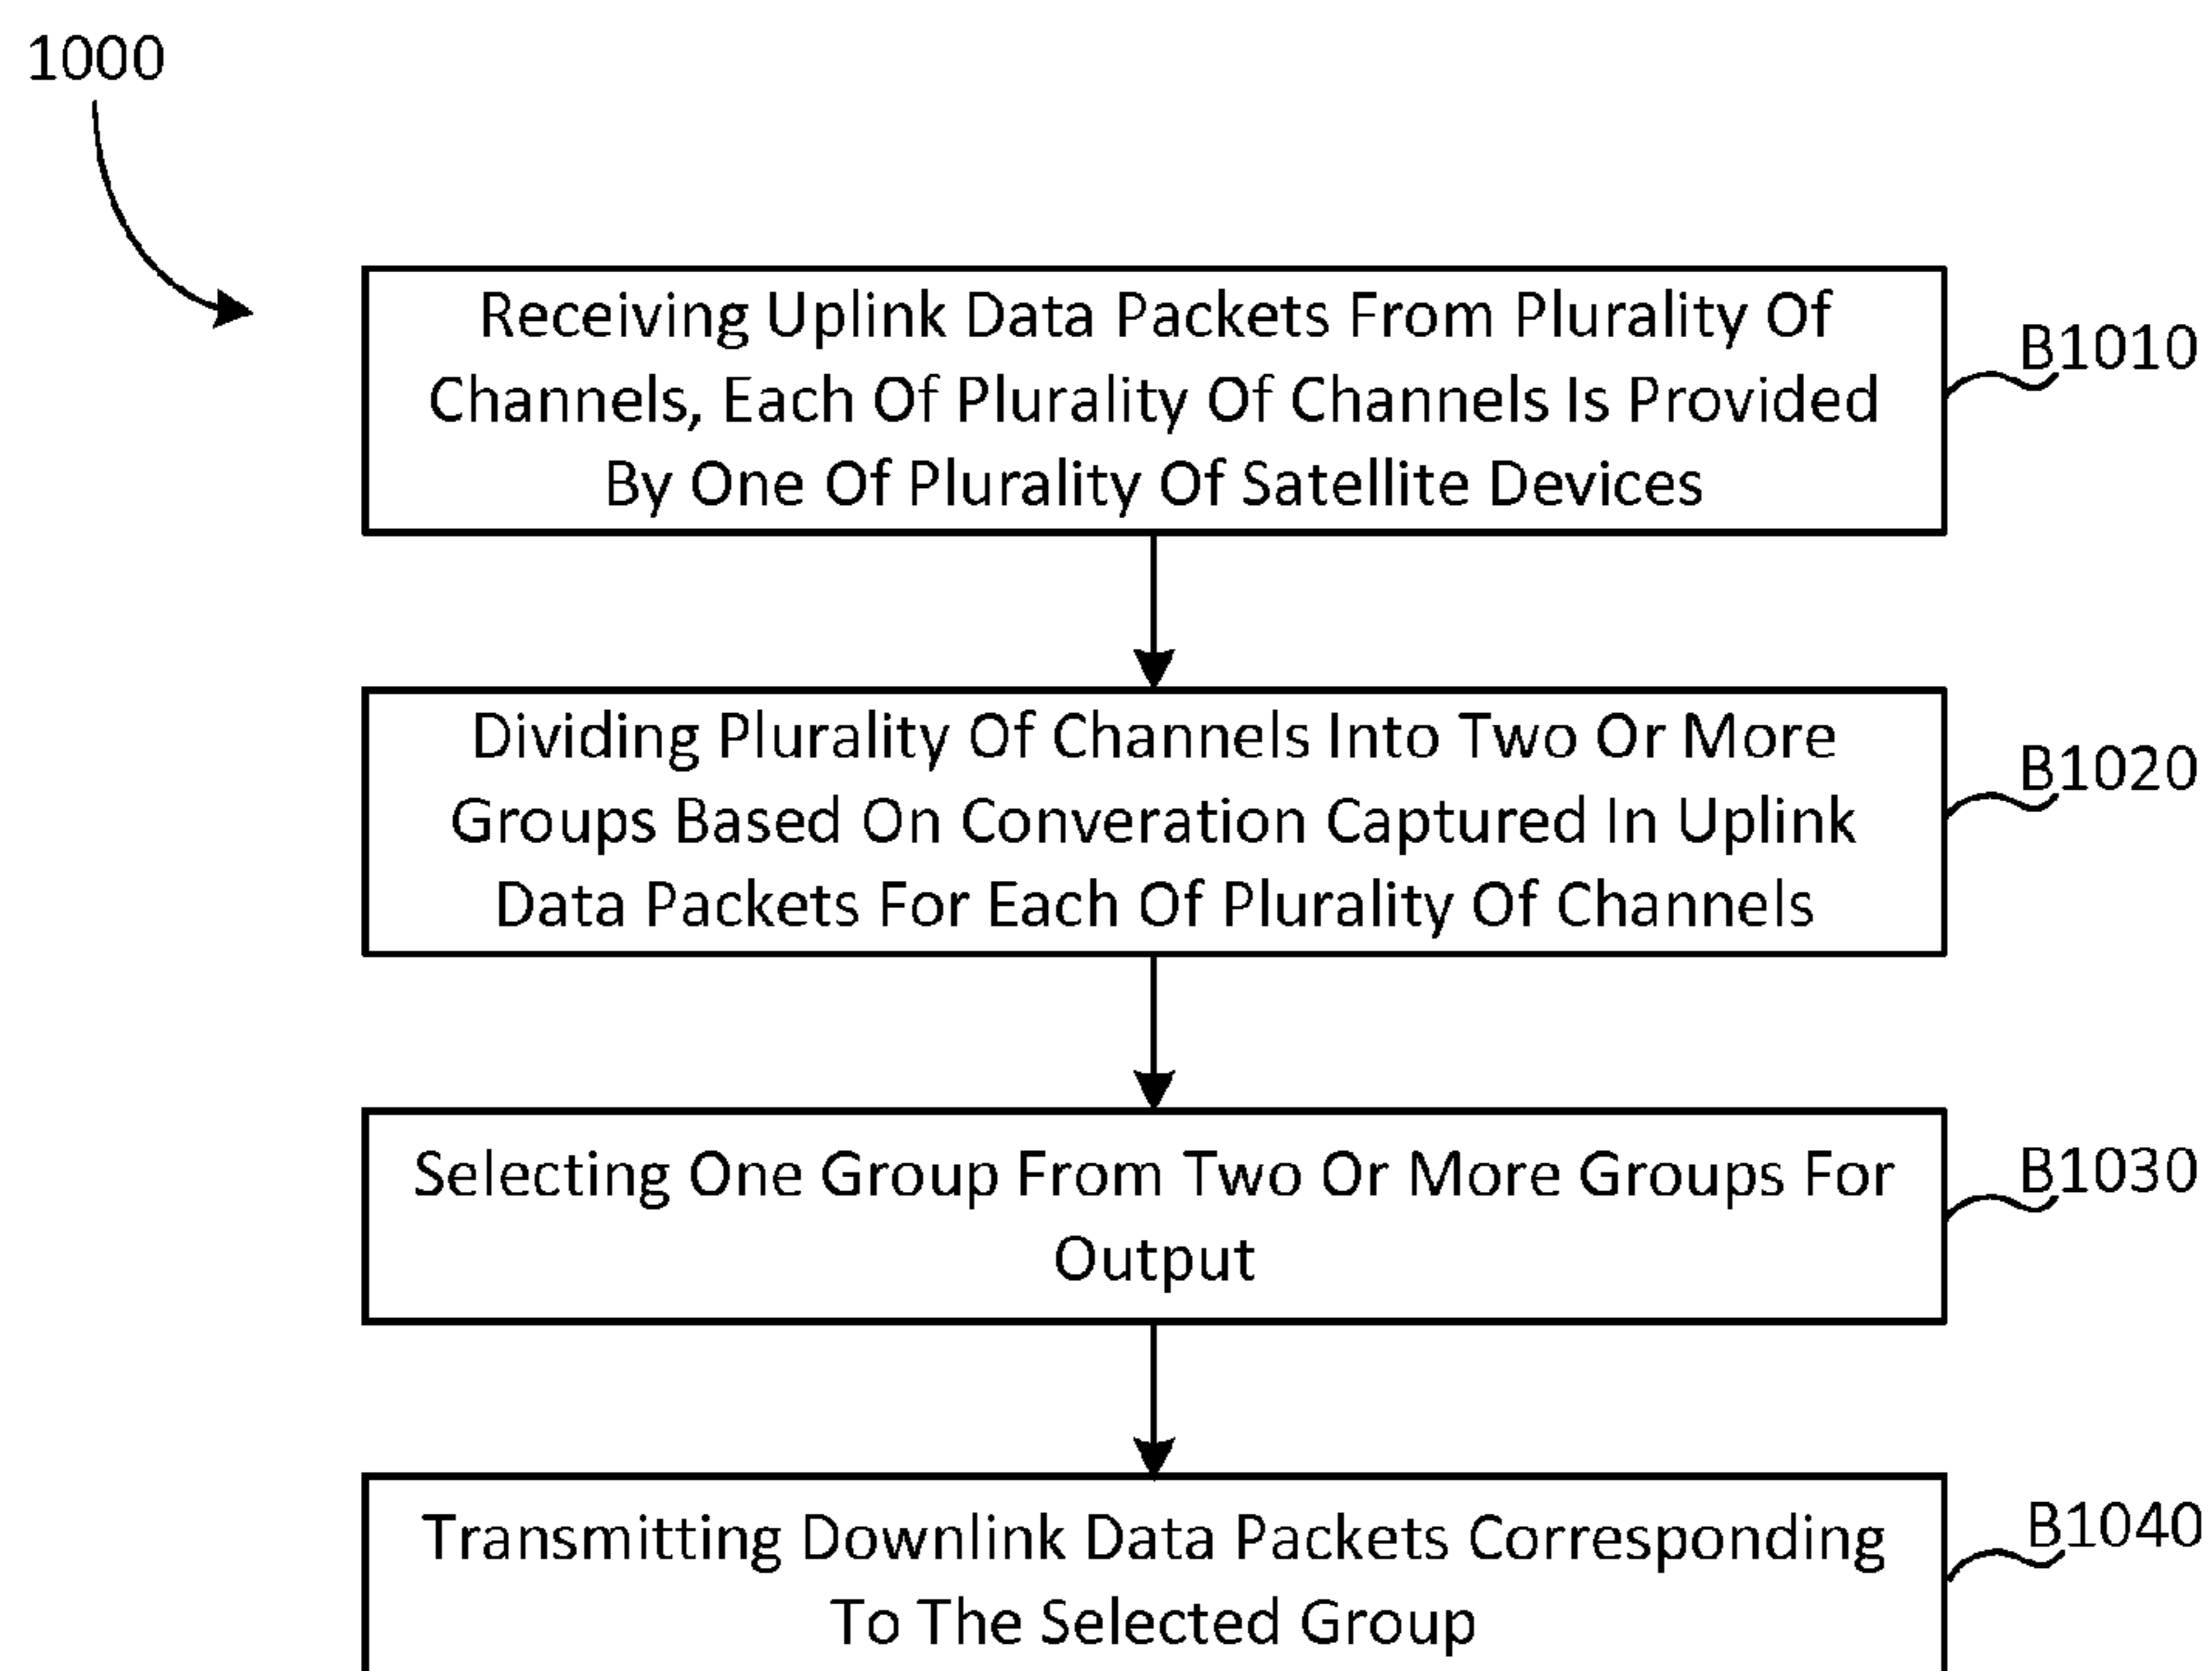 1000
Receiving Uplink Data Packets From Plurality Of
Channels, Each Of Plurality Of Channels Is Provided
By One Of Plurality Of Satellite Devices
B1010
Dividing Plurality Of Channels Into Two Or More
Groups Based On Converation Captured In Uplink
Data Packets For Each Of Plurality Of Channels
B1020
Selecting One Group From Two Or More Groups For
Output
B1030
Transmitting Downlink Data Packets Corresponding
To The Selected Group
B1040